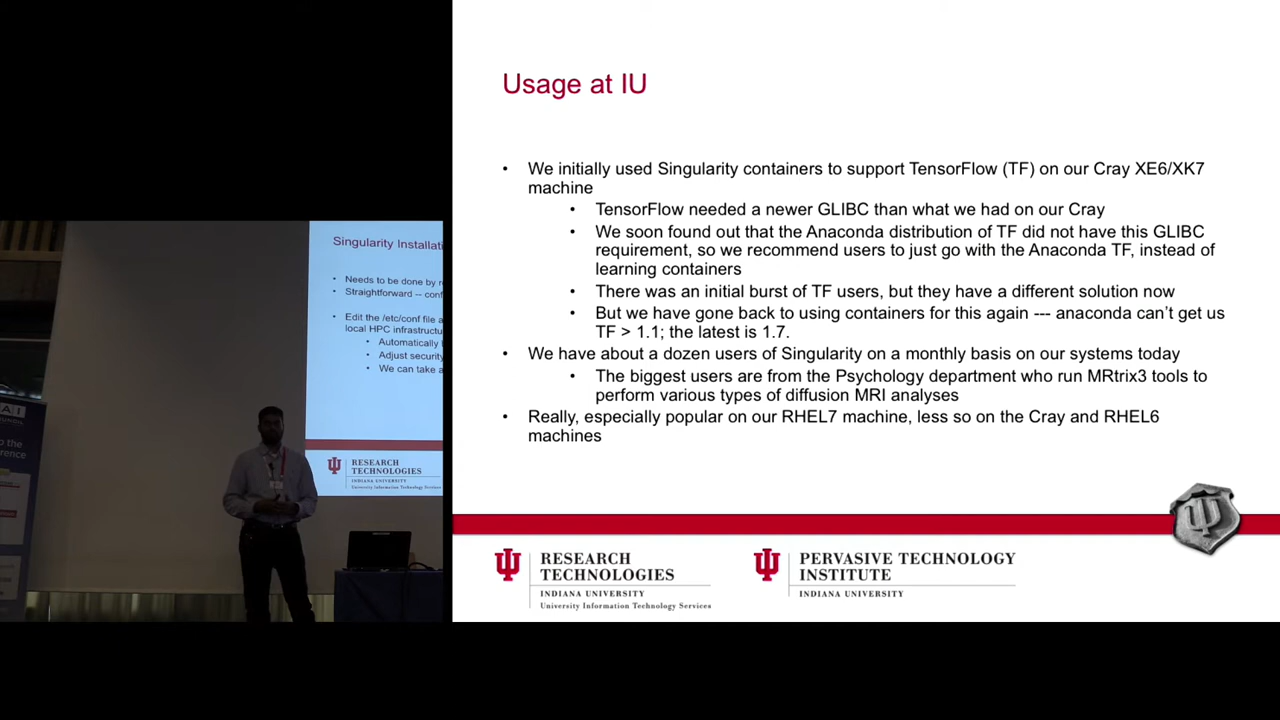 Usage at IU
• We initially used Singularity containers to support TensorFlow (TF) on our Cray XE6/XK7
machine
• TensorFlow needed a newer GLIBC than what we had on our Cray
• We soon found out that the Anaconda distribution of TF did not have this GLIBC
requirement, so we recommend users to just go with the Anaconda TF, instead of
learning containers
• There was an initial burst of TF users, but they have a different solution now
• But we have gone back to using containers for this again --- anaconda can't get us
TF > 1.1; the latest is 1.7.
• We have about a dozen users of Singularity on a monthly basis on our systems today
• The biggest users are from the Psychology department who run MRtrix3 tools to
perform various types of diffusion MRI analyses
• Really, especially popular on our RHEL7 machine, less so on the Cray and RHEL6
machines
RESEARCH
TECHNOLOGIES
INDIANA UNIVERSITY
University Information Technology Services
PERVASIVE TECHNOLOGY
INSTITUTE
INDIANA UNIVERSITY
Singularity Installati
• Needs to be done by r
• Straightforward -- conf
• Edit the /etc/conf file a
local HPC infrastructu
• Automatically
• Adjust security
• We can take a
RESEARCH
TECHNOLOGIES
INDIANA UNIVERSITY
University Information Technology Services